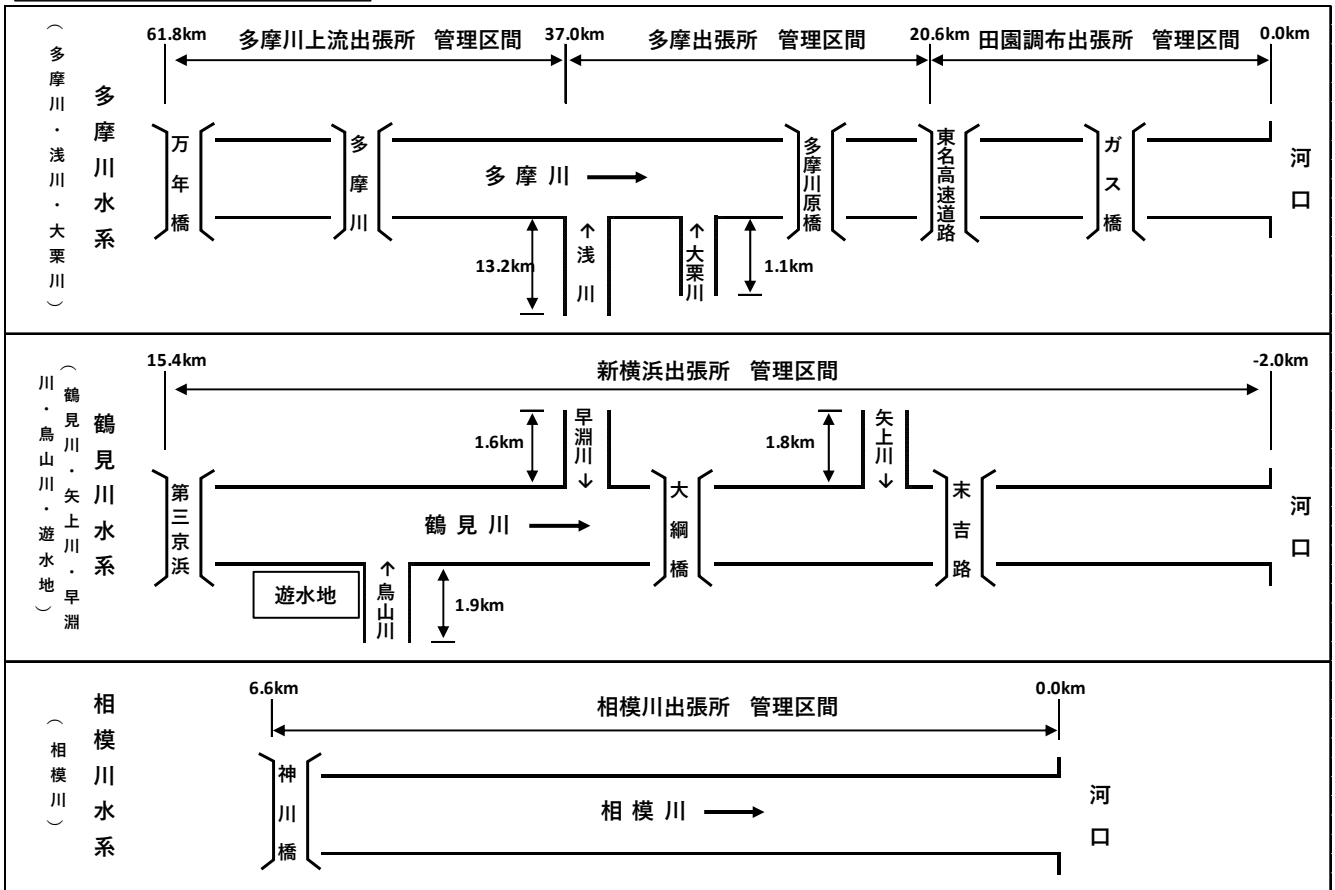 多摩川水系
（多摩川・浅川・大栗川）
61.8km
多摩川上流出張所　管理区間
37.0km
多摩出張所　管理区間
20.6km
田園調布出張所　管理区間
0.0km
万年橋
多摩川
多摩川 →
多摩川原橋
東名高速道路
ガス橋
河口
13.2km
↑浅川
↑大栗川
1.1km
鶴見川水系
（鶴見川・矢上川・早淵
川・鳥山川・遊水地）
15.4km
新横浜出張所　管理区間
-2.0km
1.6km
早淵川↓
1.8km
矢上川↓
第三京浜
鶴見川 →
大綱橋
末吉路
河口
遊水地
↑鳥山川
1.9km
相模川水系
（相模川）
6.6km
相模川出張所　管理区間
0.0km
神川橋
相模川 →
河口